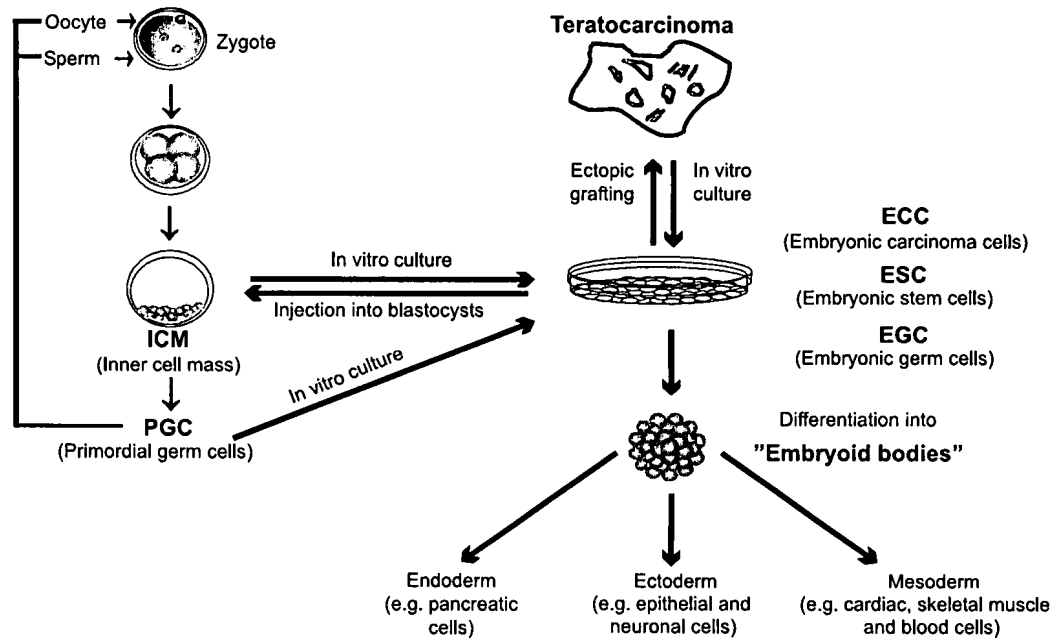 Oocyte
Sperm
Zygote
ICM
(Inner cell mass)
PGC
(Primordial germ cells)
In vitro culture
Injection into blastocysts
In vitro culture
Teratocarcinoma
Ectopic
grafting
In vitro
culture
ECC
(Embryonic carcinoma cells)
ESC
(Embryonic stem cells)
EGC
(Embryonic germ cells)
Differentiation into
”Embryoid bodies”
Endoderm
(e.g. pancreatic
cells)
Ectoderm
(e.g. epithelial and
neuronal cells)
Mesoderm
(e.g. cardiac, skeletal muscle
and blood cells)